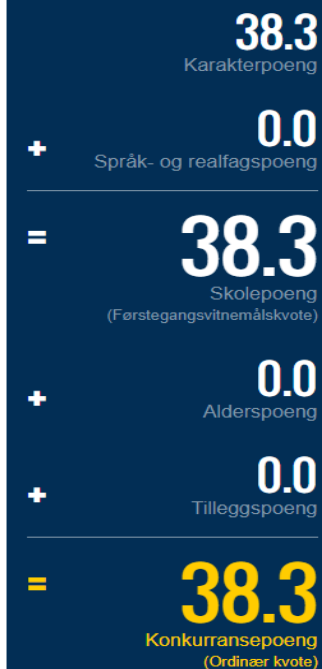 38.3
Karakterpoeng
+ 0.0
Språk- og realfagspoeng
= 38.3
Skolepoeng
(Førstegangsvitnemålskvote)
+ 0.0
Alderspoeng
+ 0.0
Tilleggspoeng
= 38.3
Konkurransepoeng
(Ordinær kvote)